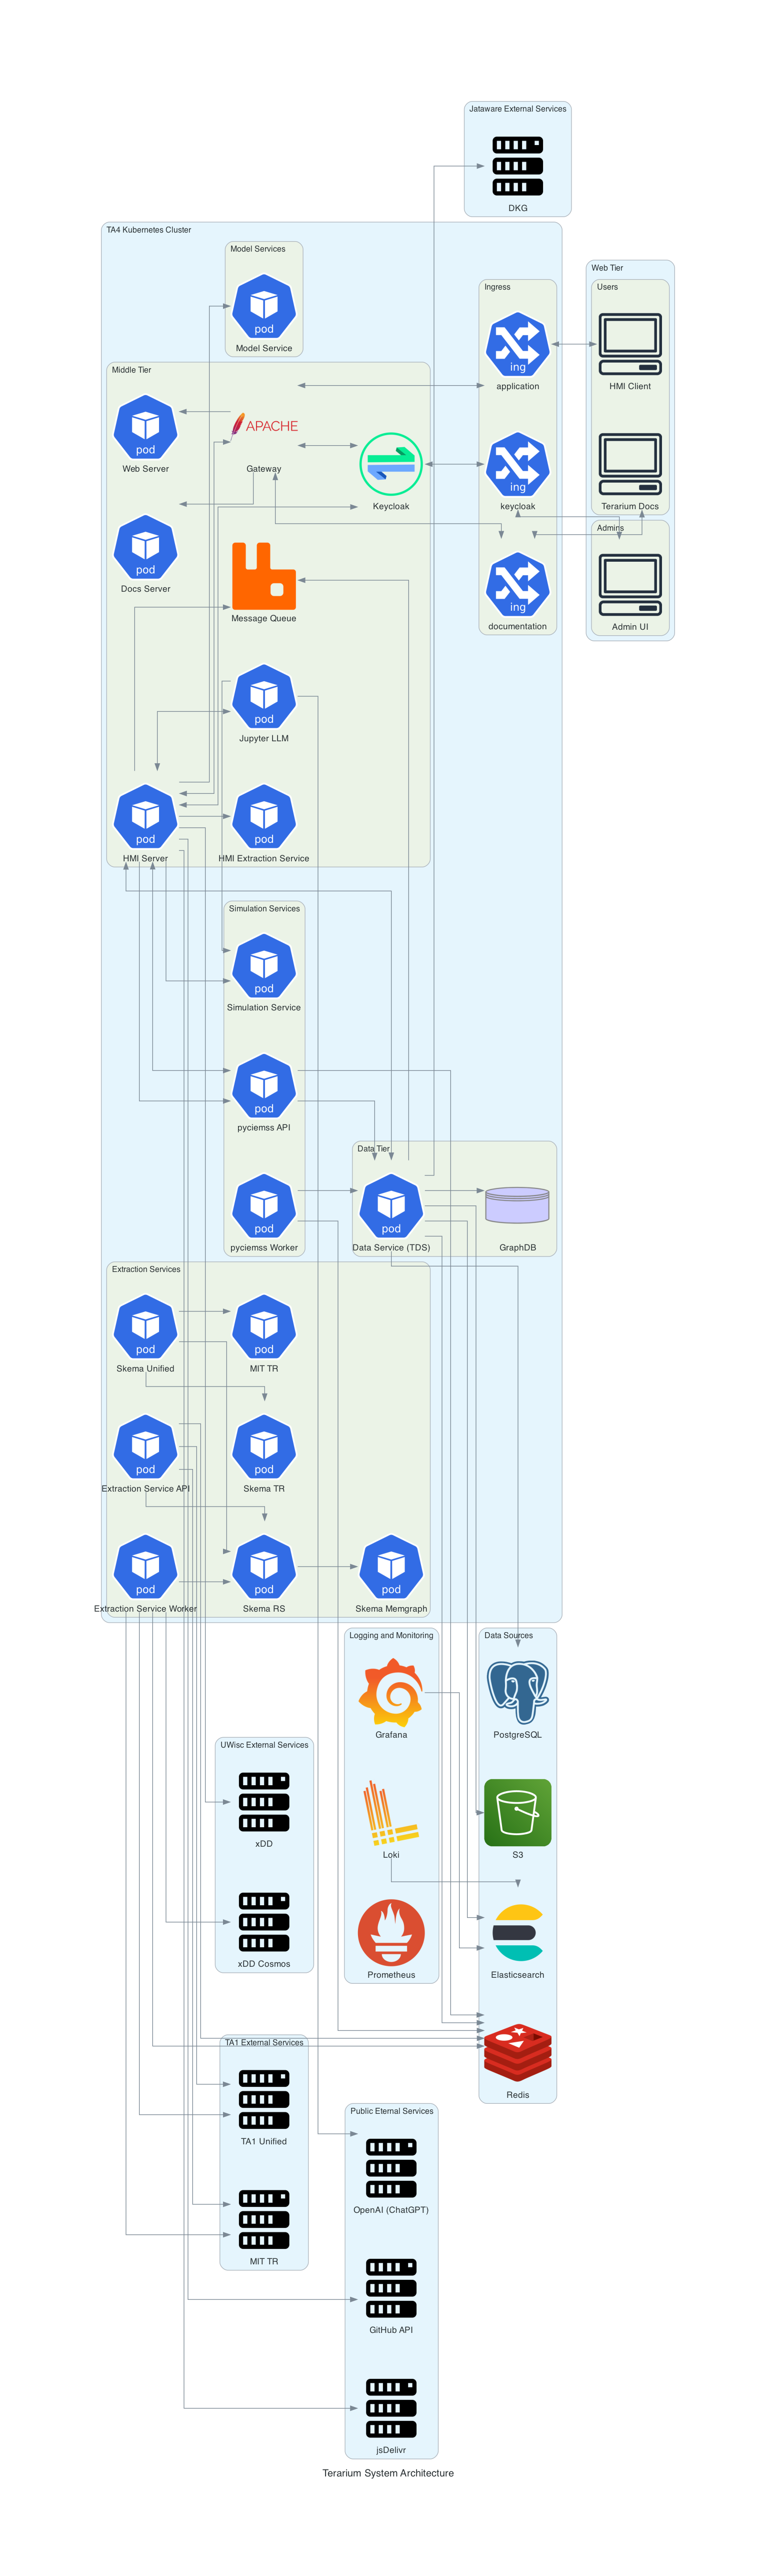 Jataware External Services
DKG
TA4 Kubernetes Cluster
Model Services
pod
Model Service
Ingress
ing
application
ing
keycloak
ing
documentation
Web Tier
Users
HMI Client
Terarium Docs
Admins
Admin UI
Middle Tier
pod
Web Server
APACHE
Gateway
Keycloak
pod
Docs Server
Message Queue
pod
Jupyter LLM
pod
HMI Server
pod
HMI Extraction Service
Simulation Services
pod
Simulation Service
pod
pyciemss API
pod
pyciemss Worker
Data Tier
pod
Data Service (TDS)
GraphDB
Extraction Services
pod
Skema Unified
pod
MIT TR
pod
Extraction Service API
pod
Skema TR
pod
Extraction Service Worker
pod
Skema RS
pod
Skema Memgraph
Logging and Monitoring
Grafana
Loki
Prometheus
Data Sources
PostgreSQL
S3
Elasticsearch
Redis
UWisc External Services
xDD
xDD Cosmos
TA1 External Services
TA1 Unified
MIT TR
Public Eternal Services
OpenAI (ChatGPT)
GitHub API
jsDelivr
Terarium System Architecture